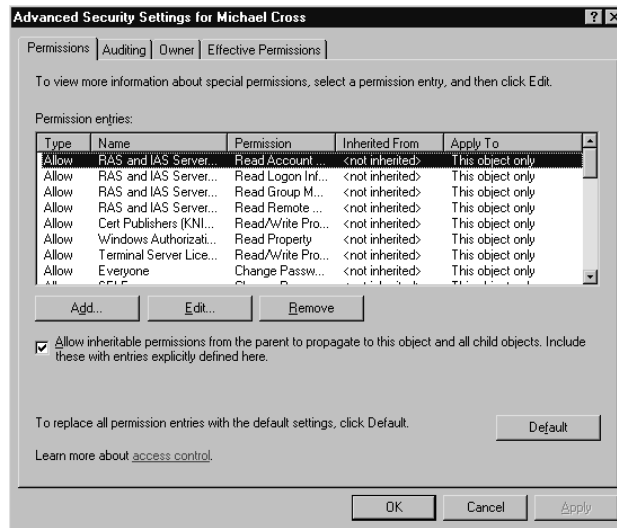 Advanced Security Settings for Michael Cross
Permissions Auditing Owner Effective Permissions
To view more information about special permissions, select a permission entry, and then click Edit.
Permission entries:
Type Name Permission Inherited From Apply To
Allow RAS and IAS Server... Read Account ... <not inherited> This object only
Allow RAS and IAS Server... Read Logon Inf... <not inherited> This object only
Allow RAS and IAS Server... Read Group M... <not inherited> This object only
Allow RAS and IAS Server... Read Remote ... <not inherited> This object only
Allow Cert Publishers (KNI... Read/Write Pro... <not inherited> This object only
Allow Windows Authorizati... Read Property <not inherited> This object only
Allow Terminal Server Lice... Read/Write Pro... <not inherited> This object only
Allow Everyone Change Passw... <not inherited> This object only
Add... Edit... Remove
Allow inheritable permissions from the parent to propagate to this object and all child objects. Include
these with entries explicitly defined here.
To replace all permission entries with the default settings, click Default.
Default
Learn more about access control.
OK Cancel Apply